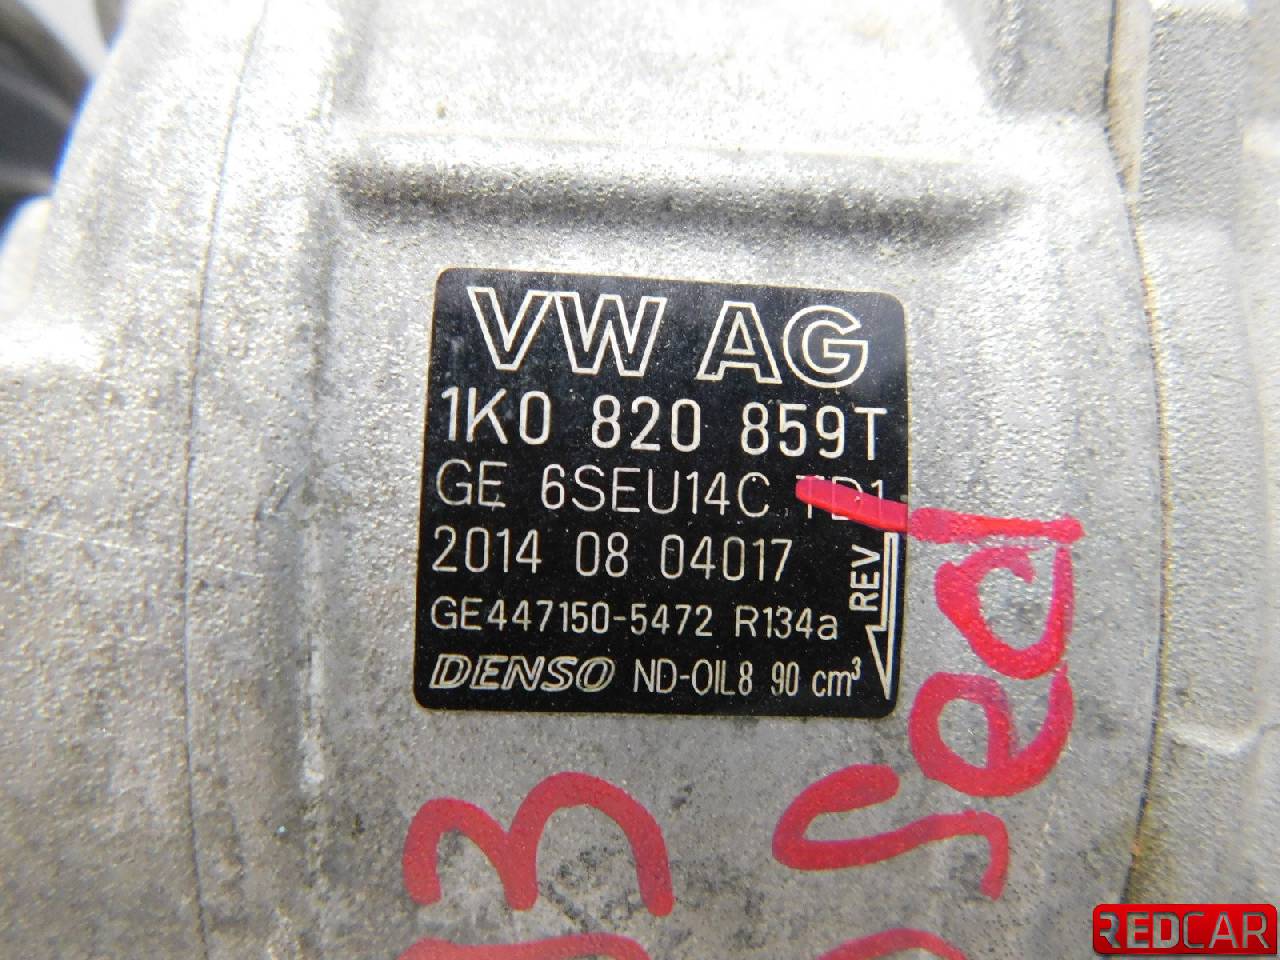 VW AG
1K0 820 859T
GE 6SEU14C TD1
2014 08 04017
GE447150-5472 R134a
REV
DENSO ND-OIL8 90 cm³
REDCAR